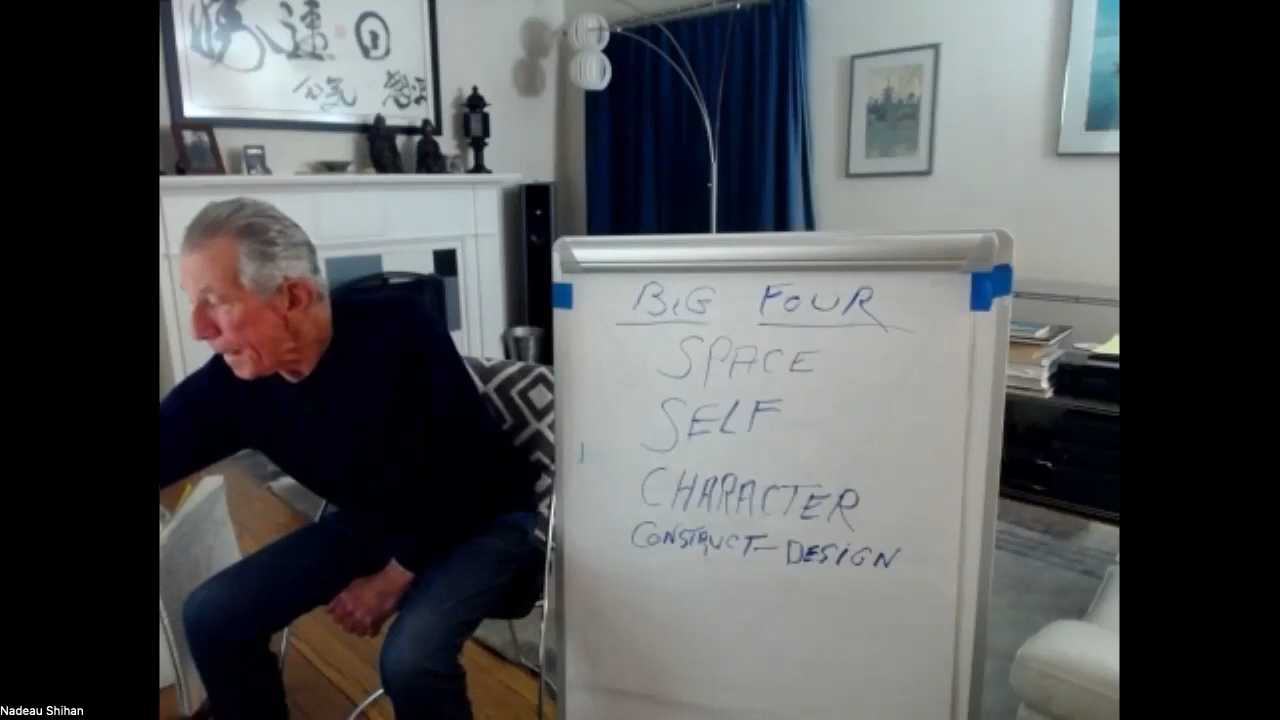 BIG FOUR
SPACE
SELF
CHARACTER
CONSTRUCT-DESIGN
Nadeau Shihan